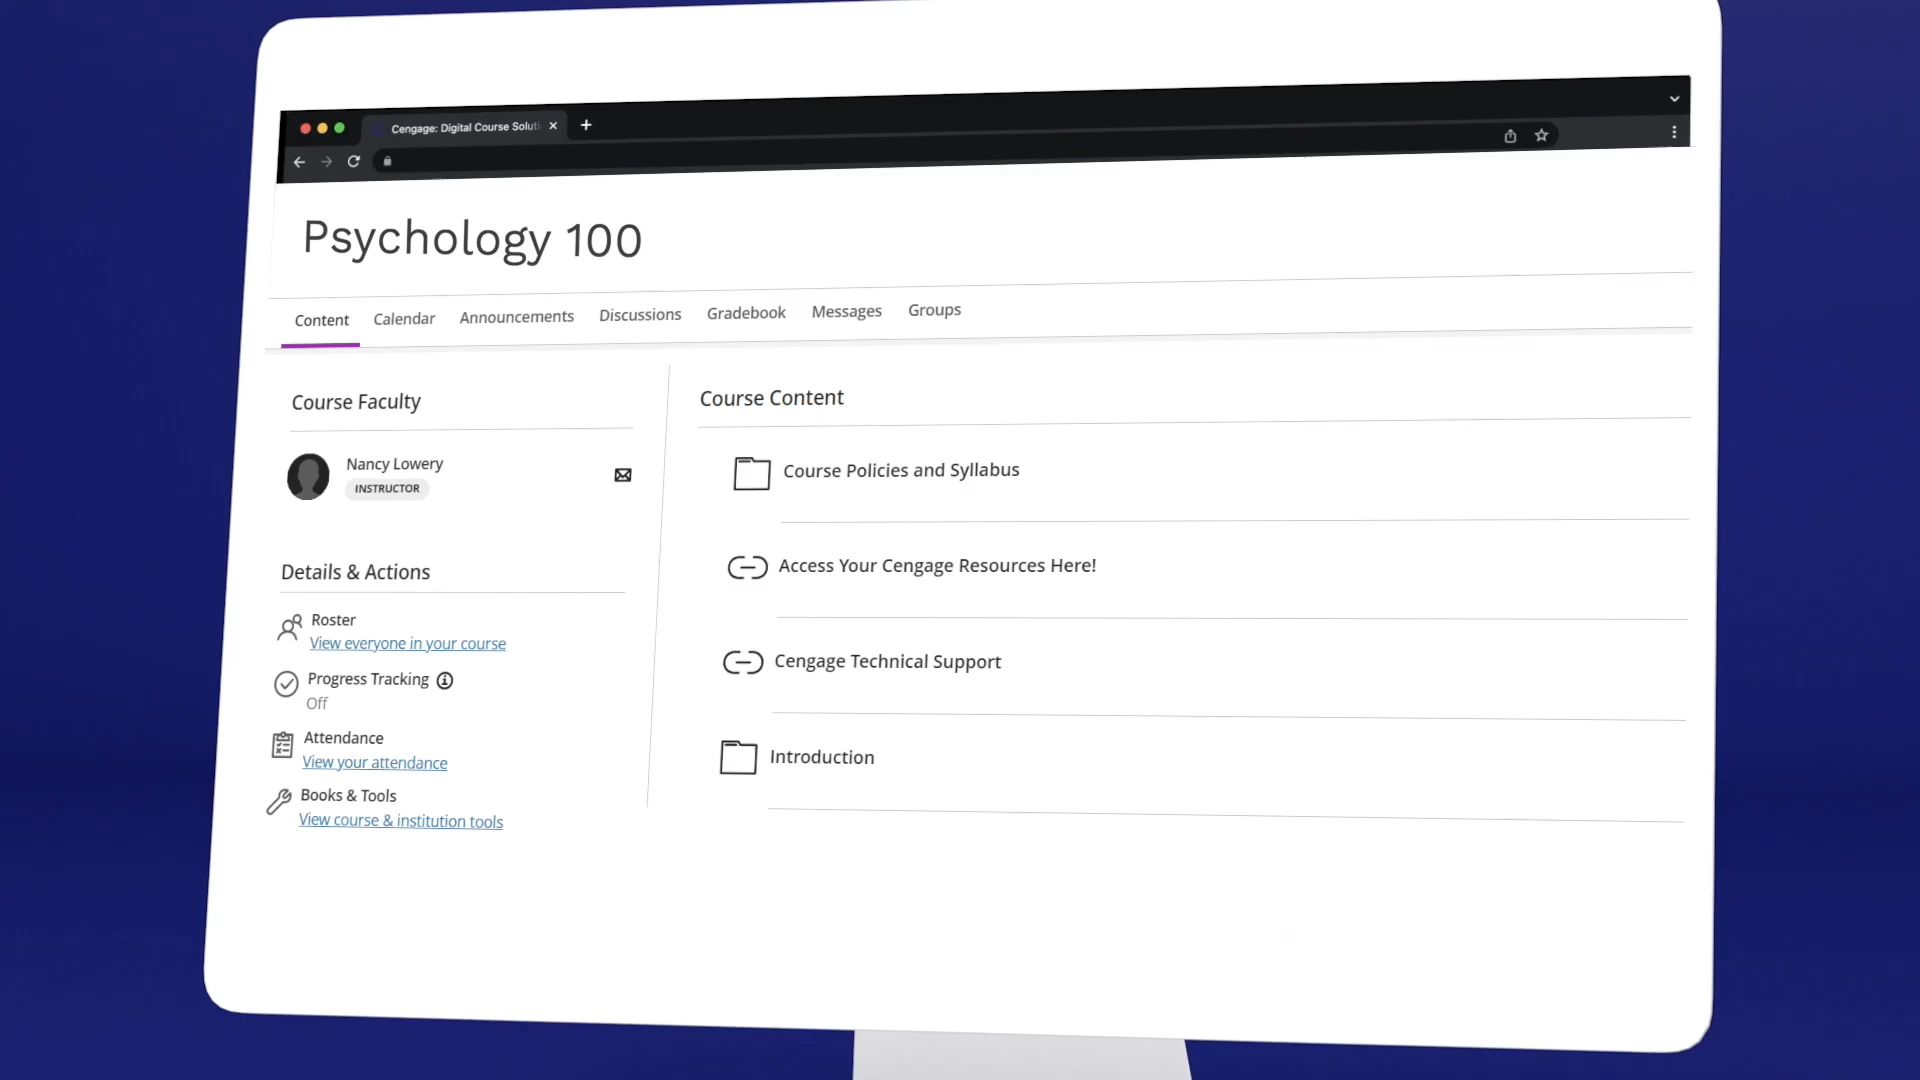 Cengage: Digital Course Soluti
Psychology 100
Content Calendar Announcements Discussions Gradebook Messages Groups
Course Faculty
Nancy Lowery
INSTRUCTOR
Details & Actions
Roster
View everyone in your course
Progress Tracking
Off
Attendance
View your attendance
Books & Tools
View course & institution tools
Course Content
Course Policies and Syllabus
Access Your Cengage Resources Here!
Cengage Technical Support
Introduction